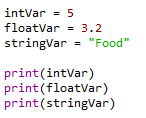 intVar = 5
floatVar = 3.2
stringVar = "Food"
print(intVar)
print(floatVar)
print(stringVar)